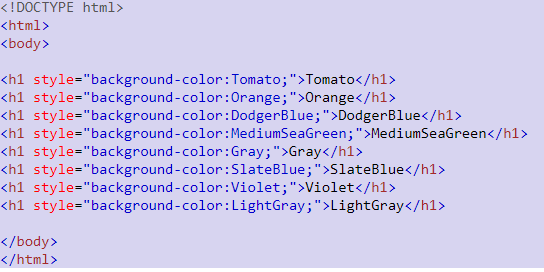 <!DOCTYPE html>
<html>
<body>
<h1 style="background-color:Tomato;">Tomato</h1>
<h1 style="background-color:Orange;">Orange</h1>
<h1 style="background-color:DodgerBlue;">DodgerBlue</h1>
<h1 style="background-color:MediumSeaGreen;">MediumSeaGreen</h1>
<h1 style="background-color:Gray;">Gray</h1>
<h1 style="background-color:SlateBlue;">SlateBlue</h1>
<h1 style="background-color:Violet;">Violet</h1>
<h1 style="background-color:LightGray;">LightGray</h1>
</body>
</html>